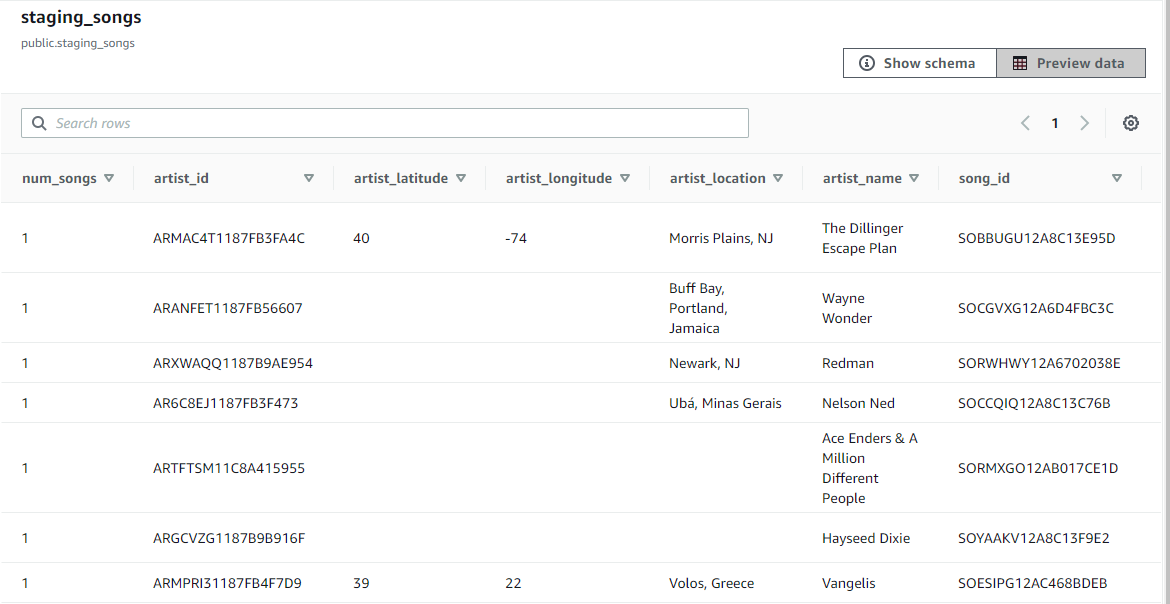 staging_songs
public.staging_songs
Show schema Preview data
Search rows 1
num_songs artist_id artist_latitude artist_longitude artist_location artist_name song_id
1 ARMAC4T1187FB3FA4C 40 -74 Morris Plains, NJ The Dillinger Escape Plan SOBBUGU12A8C13E95D
1 ARANFET1187FB56607 Buff Bay, Portland, Jamaica Wayne Wonder SOCGVXG12A6D4FBC3C
1 ARXWAQQ1187B9AE954 Newark, NJ Redman SORWHWY12A6702038E
1 AR6C8EJ1187FB3F473 Ubá, Minas Gerais Nelson Ned SOCCQIQ12A8C13C76B
1 ARTFTSM11C8A415955 Ace Enders & A Million Different People SORMXGO12AB017CE1D
1 ARGCVZG1187B9B916F Hayseed Dixie SOYAAKV12A8C13F9E2
1 ARMPRI31187FB4F7D9 39 22 Volos, Greece Vangelis SOESIPG12AC468BDEB